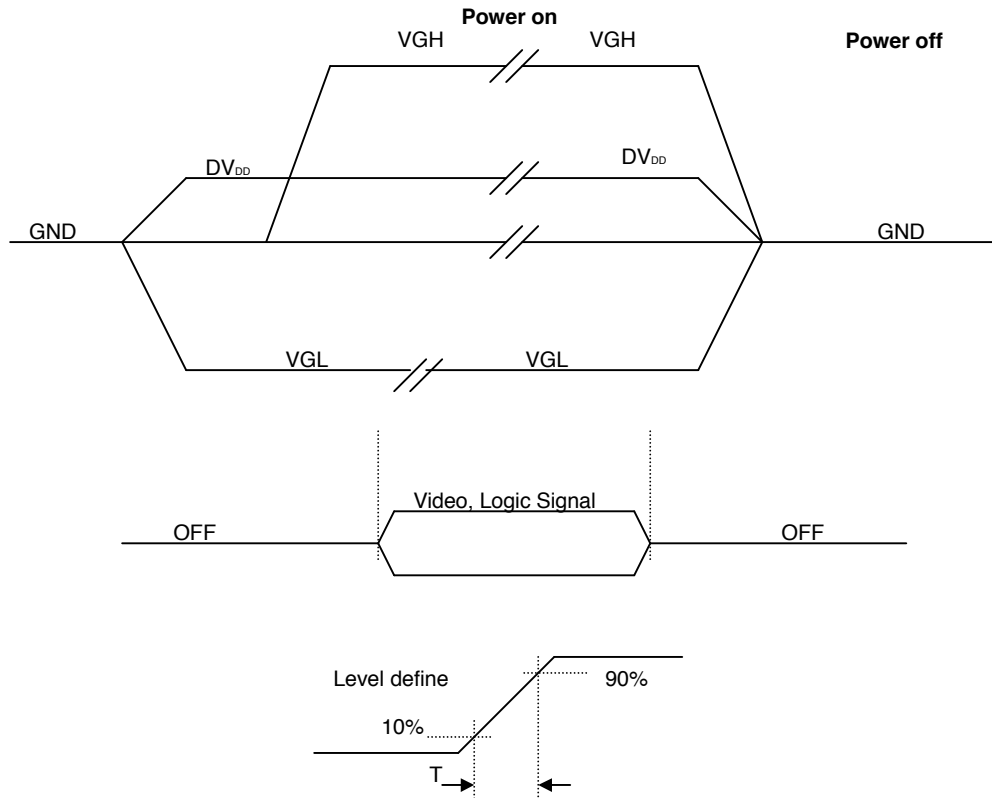 Power on
VGH VGH
Power off
DVDD DVDD
GND GND
VGL VGL
Video, Logic Signal
OFF OFF
Level define
90%
10%
T